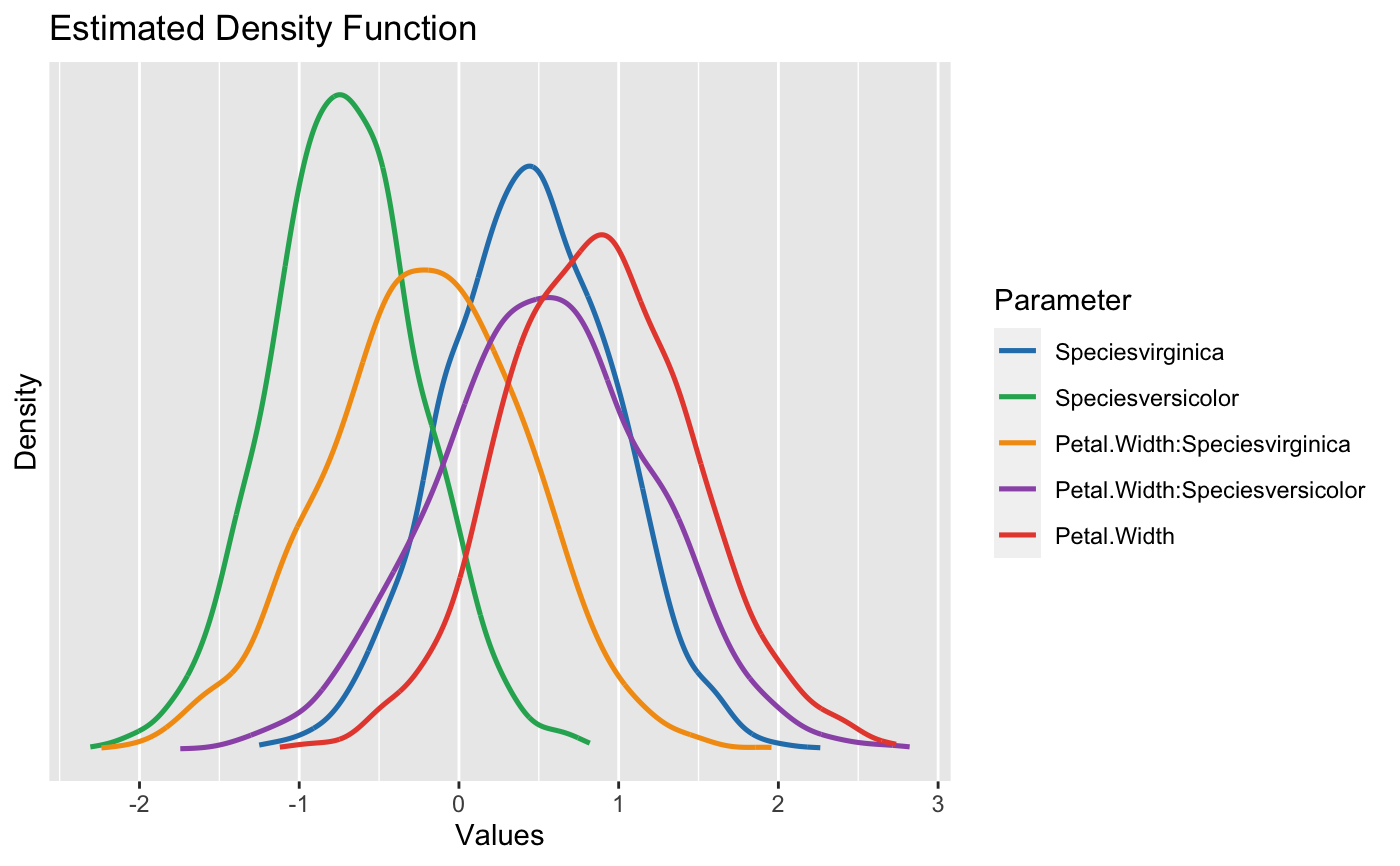 Estimated Density Function
Density
-2 -1 0 1 2 3
Values
Parameter
Speciesvirginica
Speciesversicolor
Petal.Width:Speciesvirginica
Petal.Width:Speciesversicolor
Petal.Width